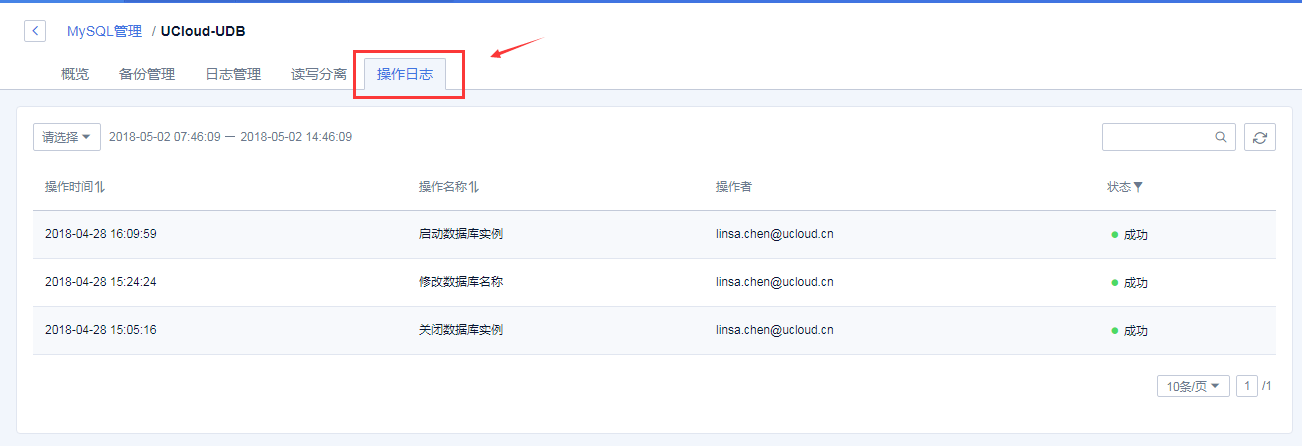 MySQL管理 / UCloud-UDB
概览 备份管理 日志管理 读写分离 操作日志
请选择 2018-05-02 07:46:09 一 2018-05-02 14:46:09
操作时间 操作名称 操作者 状态
2018-04-28 16:09:59 启动数据库实例 linsa.chen@ucloud.cn 成功
2018-04-28 15:24:24 修改数据库名称 linsa.chen@ucloud.cn 成功
2018-04-28 15:05:16 关闭数据库实例 linsa.chen@ucloud.cn 成功
10条/页 1 /1